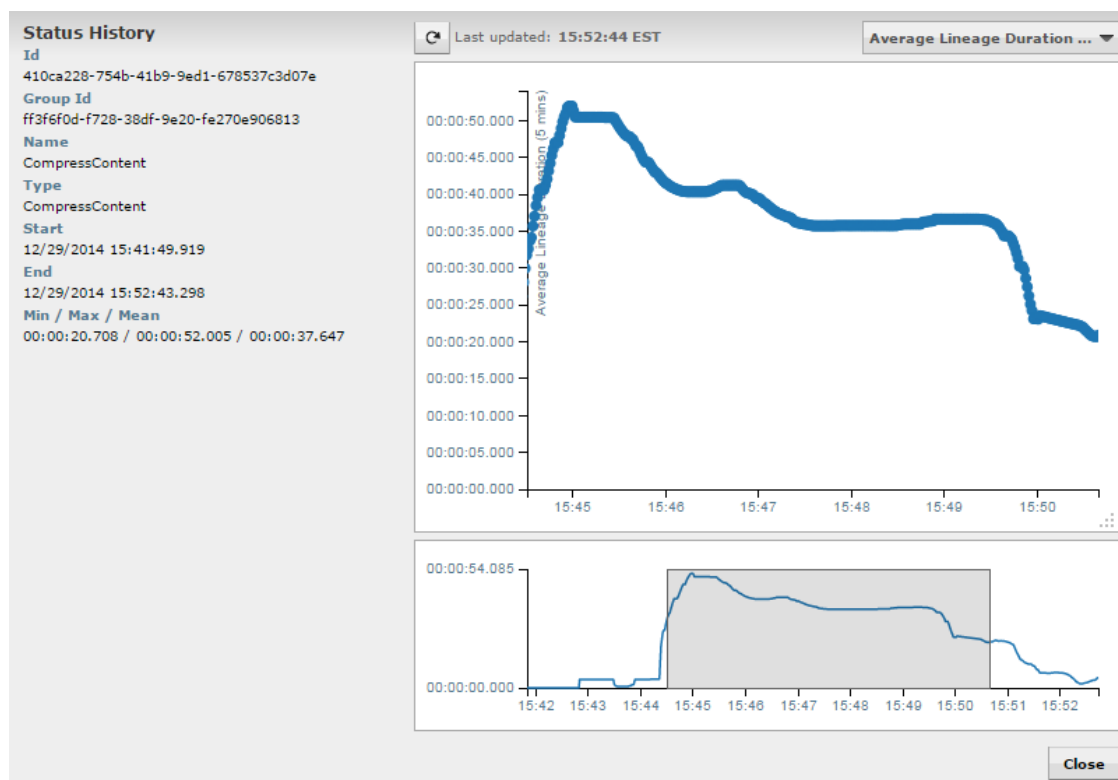 Status History
Id
410ca228-754b-41b9-9ed1-678537c3d07e
Group Id
ff3f6f0d-f728-38df-9e20-fe270e906813
Name
CompressContent
Type
CompressContent
Start
12/29/2014 15:41:49.919
End
12/29/2014 15:52:43.298
Min / Max / Mean
00:00:20.708 / 00:00:52.005 / 00:00:37.647
Last updated: 15:52:44 EST
Average Lineage Duration ...
Average Lineage Duration (5 mins)
00:00:50.000
00:00:45.000
00:00:40.000
00:00:35.000
00:00:30.000
00:00:25.000
00:00:20.000
00:00:15.000
00:00:10.000
00:00:05.000
00:00:00.000
15:45 15:46 15:47 15:48 15:49 15:50
00:00:54.085
00:00:00.000
15:42 15:43 15:44 15:45 15:46 15:47 15:48 15:49 15:50 15:51 15:52
Close